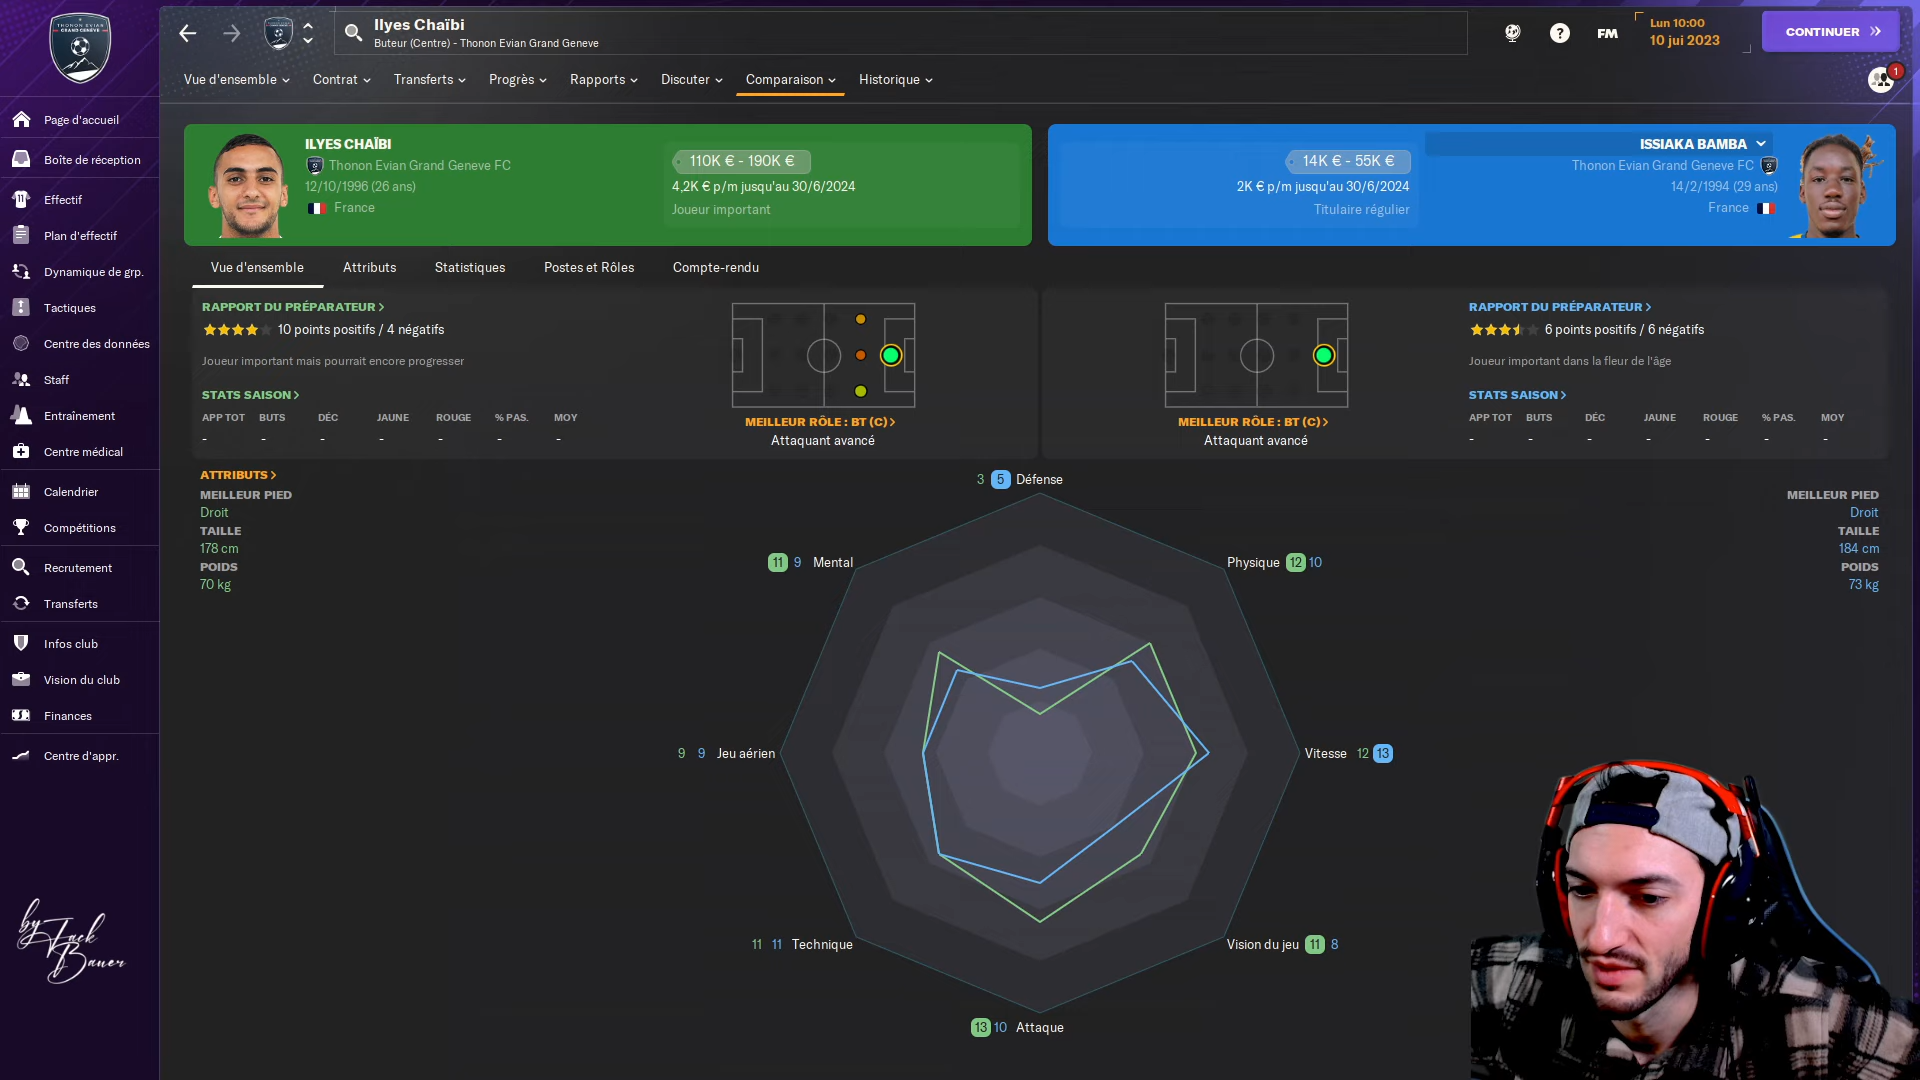 THONON EVIAN
GRAND GENEVE
Ilyes Chaïbi
Buteur (Centre) - Thonon Evian Grand Geneve
Lun 10:00
10 jui 2023
FM
?
CONTINUER
1
Vue d'ensemble
Contrat
Transferts
Progrès
Rapports
Discuter
Comparaison
Historique
Page d'accueil
Boîte de réception
Effectif
Plan d'effectif
Dynamique de grp.
Tactiques
Centre des données
Staff
Entraînement
Centre médical
Calendrier
Compétitions
Recrutement
Transferts
Infos club
Vision du club
Finances
Centre d'appr.
by Jack Bauer
ILYES CHAÏBI
Thonon Evian Grand Geneve FC
12/10/1996 (26 ans)
France
110K € - 190K €
4,2K € p/m jusqu'au 30/6/2024
Joueur important
ISSIAKA BAMBA
Thonon Evian Grand Geneve FC
14/2/1994 (29 ans)
France
14K € - 55K €
2K € p/m jusqu'au 30/6/2024
Titulaire régulier
Vue d'ensemble
Attributs
Statistiques
Postes et Rôles
Compte-rendu
RAPPORT DU PRÉPARATEUR >
10 points positifs / 4 négatifs
Joueur important mais pourrait encore progresser
STATS SAISON >
APP TOT BUTS DÉC JAUNE ROUGE % PAS. MOY
- - - - - - -
MEILLEUR RÔLE : BT (C) >
Attaquant avancé
MEILLEUR RÔLE : BT (C) >
Attaquant avancé
RAPPORT DU PRÉPARATEUR >
6 points positifs / 6 négatifs
Joueur important dans la fleur de l'âge
STATS SAISON >
APP TOT BUTS DÉC JAUNE ROUGE % PAS. MOY
- - - - - - -
ATTRIBUTS >
MEILLEUR PIED
Droit
TAILLE
178 cm
POIDS
70 kg
MEILLEUR PIED
Droit
TAILLE
184 cm
POIDS
73 kg
3 5 Défense
11 9 Mental
Physique 12 10
9 9 Jeu aérien
Vitesse 12 13
11 11 Technique
Vision du jeu 11 8
13 10 Attaque